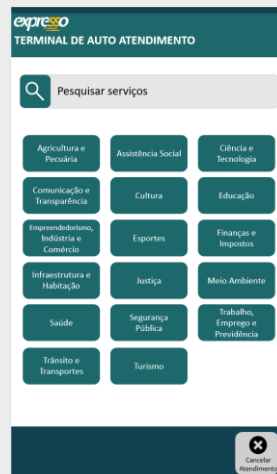 expresso
TERMINAL DE AUTO ATENDIMENTO
Pesquisar serviços
Agricultura e
Pecuária
Assistência Social
Ciência e
Tecnologia
Comunicação e
Transparência
Cultura
Educação
Empreendedorismo,
Indústria e
Comércio
Esportes
Finanças e
Impostos
Infraestrutura e
Habitação
Justiça
Meio Ambiente
Saúde
Segurança
Pública
Trabalho,
Emprego e
Previdência
Trânsito e
Transportes
Turismo
Cancelar
Atendimento